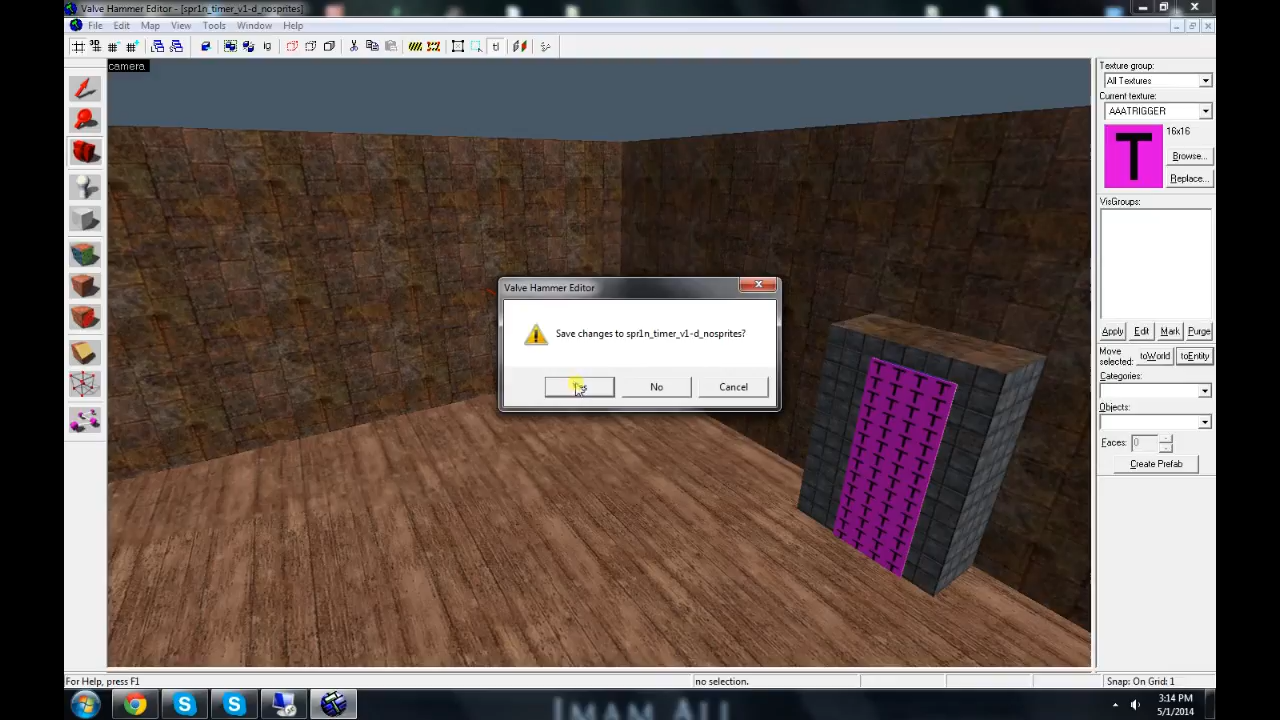 Valve Hammer Editor - [spr1n_timer_v1-d_nosprites]
File Edit Map View Tools Window Help
camera
Texture group:
All Textures
Current texture:
AAATRIGGER
16x16
T
Browse...
Replace...
VisGroups:
Valve Hammer Editor
Save changes to spr1n_timer_v1-d_nosprites?
Yes No Cancel
Apply Edit Mark Purge
Move selected: toWorld toEntity
Categories:
Objects:
Faces: 0
Create Prefab
For Help, press F1
no selection.
Snap: On Grid: 1
3:14 PM
5/1/2014
IMAM ALI